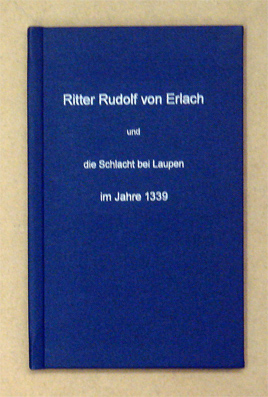 Ritter Rudolf von Erlach
und
die Schlacht bei Laupen
im Jahre 1339